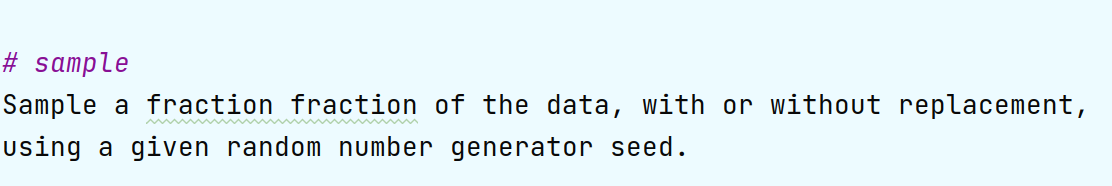 # sample
Sample a fraction fraction of the data, with or without replacement,
using a given random number generator seed.